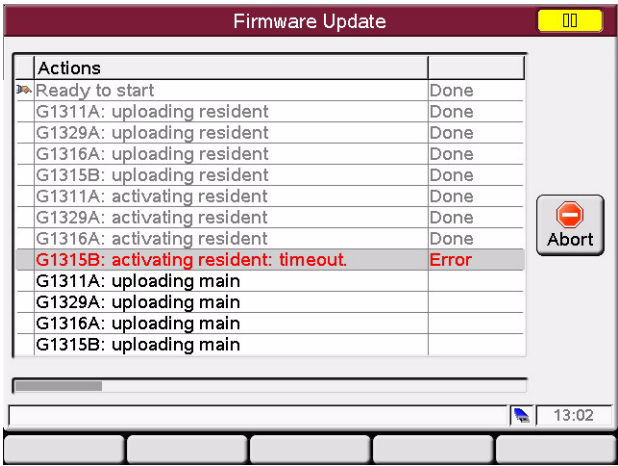 Firmware Update
Actions
Ready to start Done
G1311A: uploading resident Done
G1329A: uploading resident Done
G1316A: uploading resident Done
G1315B: uploading resident Done
G1311A: activating resident Done
G1329A: activating resident Done
G1316A: activating resident Done
G1315B: activating resident: timeout. Error
G1311A: uploading main
G1329A: uploading main
G1316A: uploading main
G1315B: uploading main
Abort
13:02